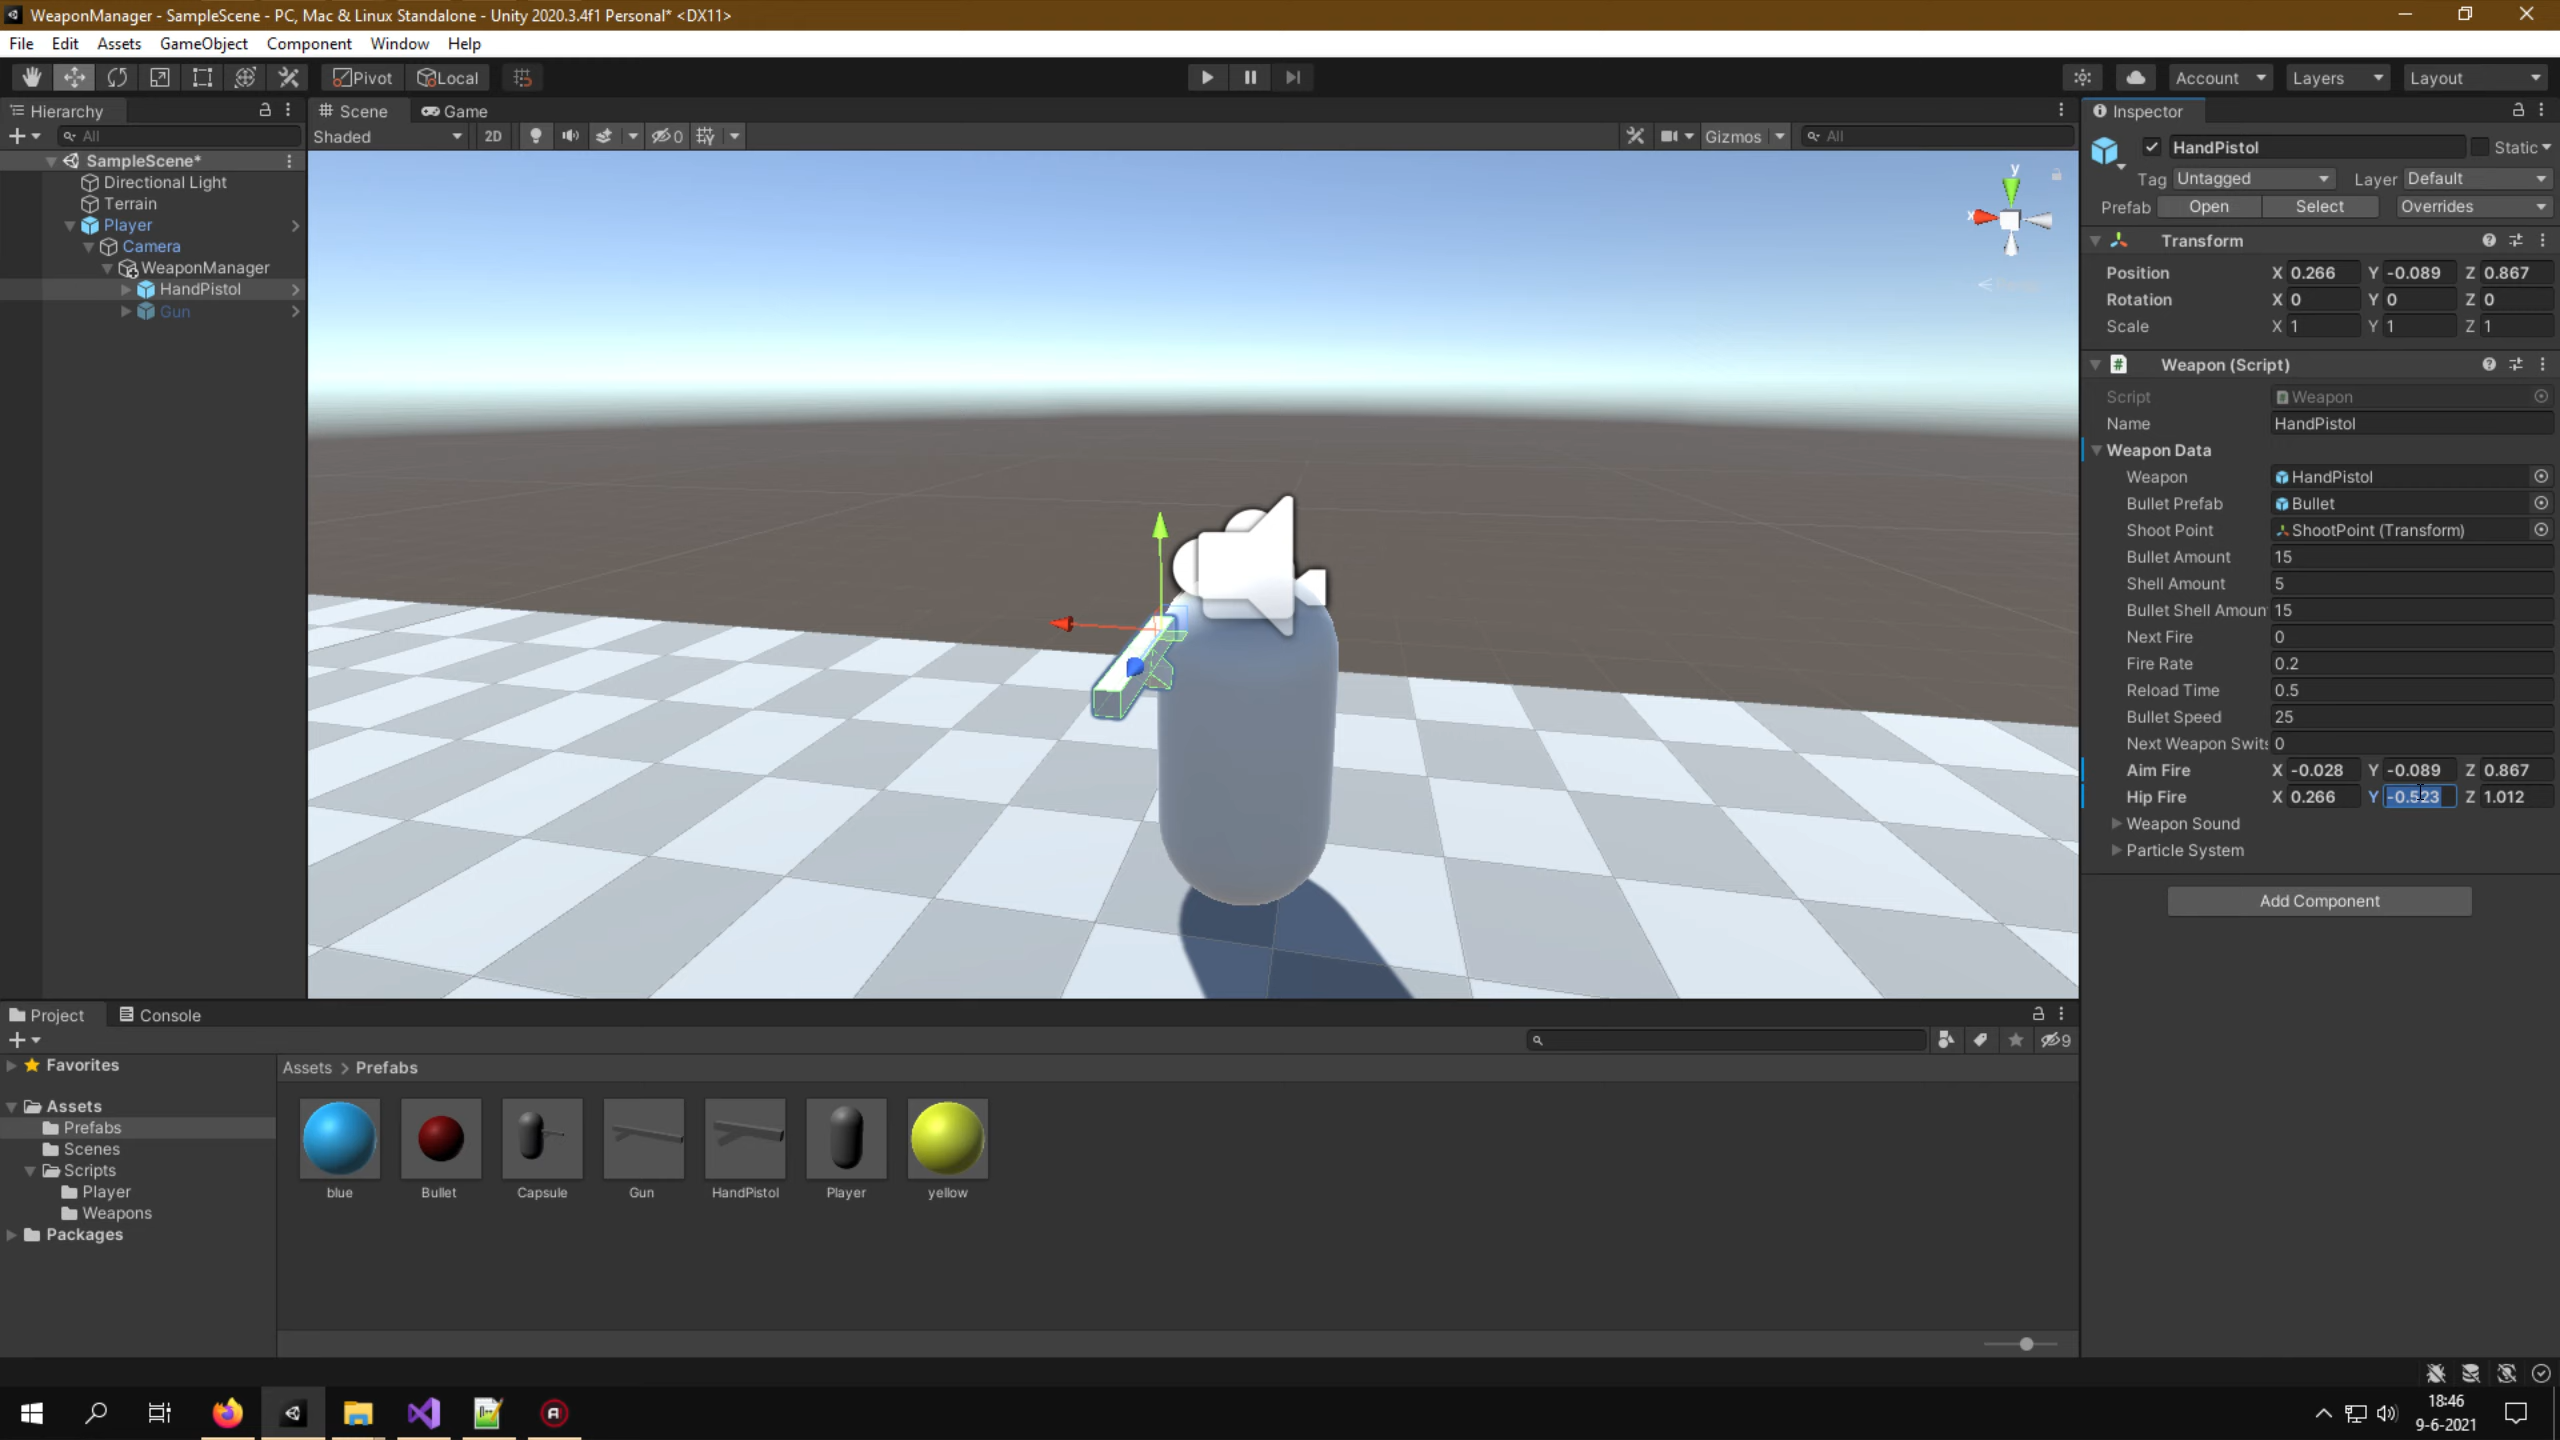 WeaponManager - SampleScene - PC, Mac & Linux Standalone - Unity 2020.3.4f1 Personal* <DX11>
File Edit Assets GameObject Component Window Help
Pivot Local Account Layers Layout
Hierarchy Scene Game Inspector
All Shaded 2D 0 Gizmos All
SampleScene*
Directional Light
Terrain
Player
Camera
WeaponManager
HandPistol
Gun
y
x
HandPistol Static
Tag Untagged Layer Default
Prefab Open Select Overrides
Transform
Position X 0.266 Y -0.089 Z 0.867
Rotation X 0 Y 0 Z 0
Scale X 1 Y 1 Z 1
Weapon (Script)
Script Weapon
Name HandPistol
Weapon Data
Weapon HandPistol
Bullet Prefab Bullet
Shoot Point ShootPoint (Transform)
Bullet Amount 15
Shell Amount 5
Bullet Shell Amoun 15
Next Fire 0
Fire Rate 0.2
Reload Time 0.5
Bullet Speed 25
Next Weapon Swits 0
Aim Fire X -0.028 Y -0.089 Z 0.867
Hip Fire X 0.266 Y -0.523 Z 1.012
Weapon Sound
Particle System
Add Component
Project Console
9
Favorites
Assets
Prefabs
Scenes
Scripts
Player
Weapons
Packages
Assets > Prefabs
blue Bullet Capsule Gun HandPistol Player yellow
18:46
9-6-2021